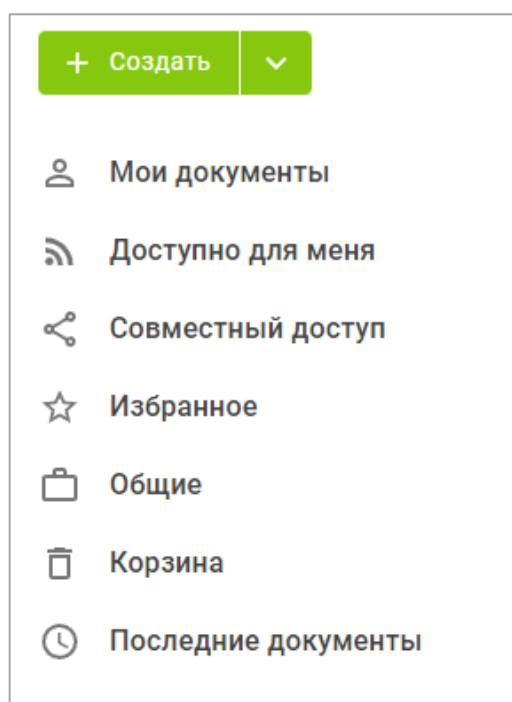 Создать
Мои документы
Доступно для меня
Совместный доступ
Избранное
Общие
Корзина
Последние документы